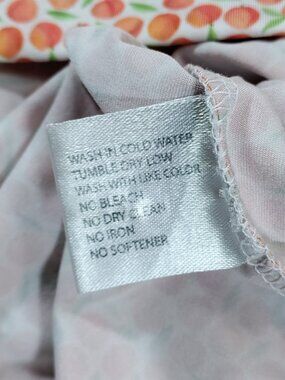 WASH IN COLD WATER
TUMBLE DRY LOW
WASH WITH LIKE COLOR
NO BLEACH
NO DRY CLEAN
NO IRON
NO SOFTENER